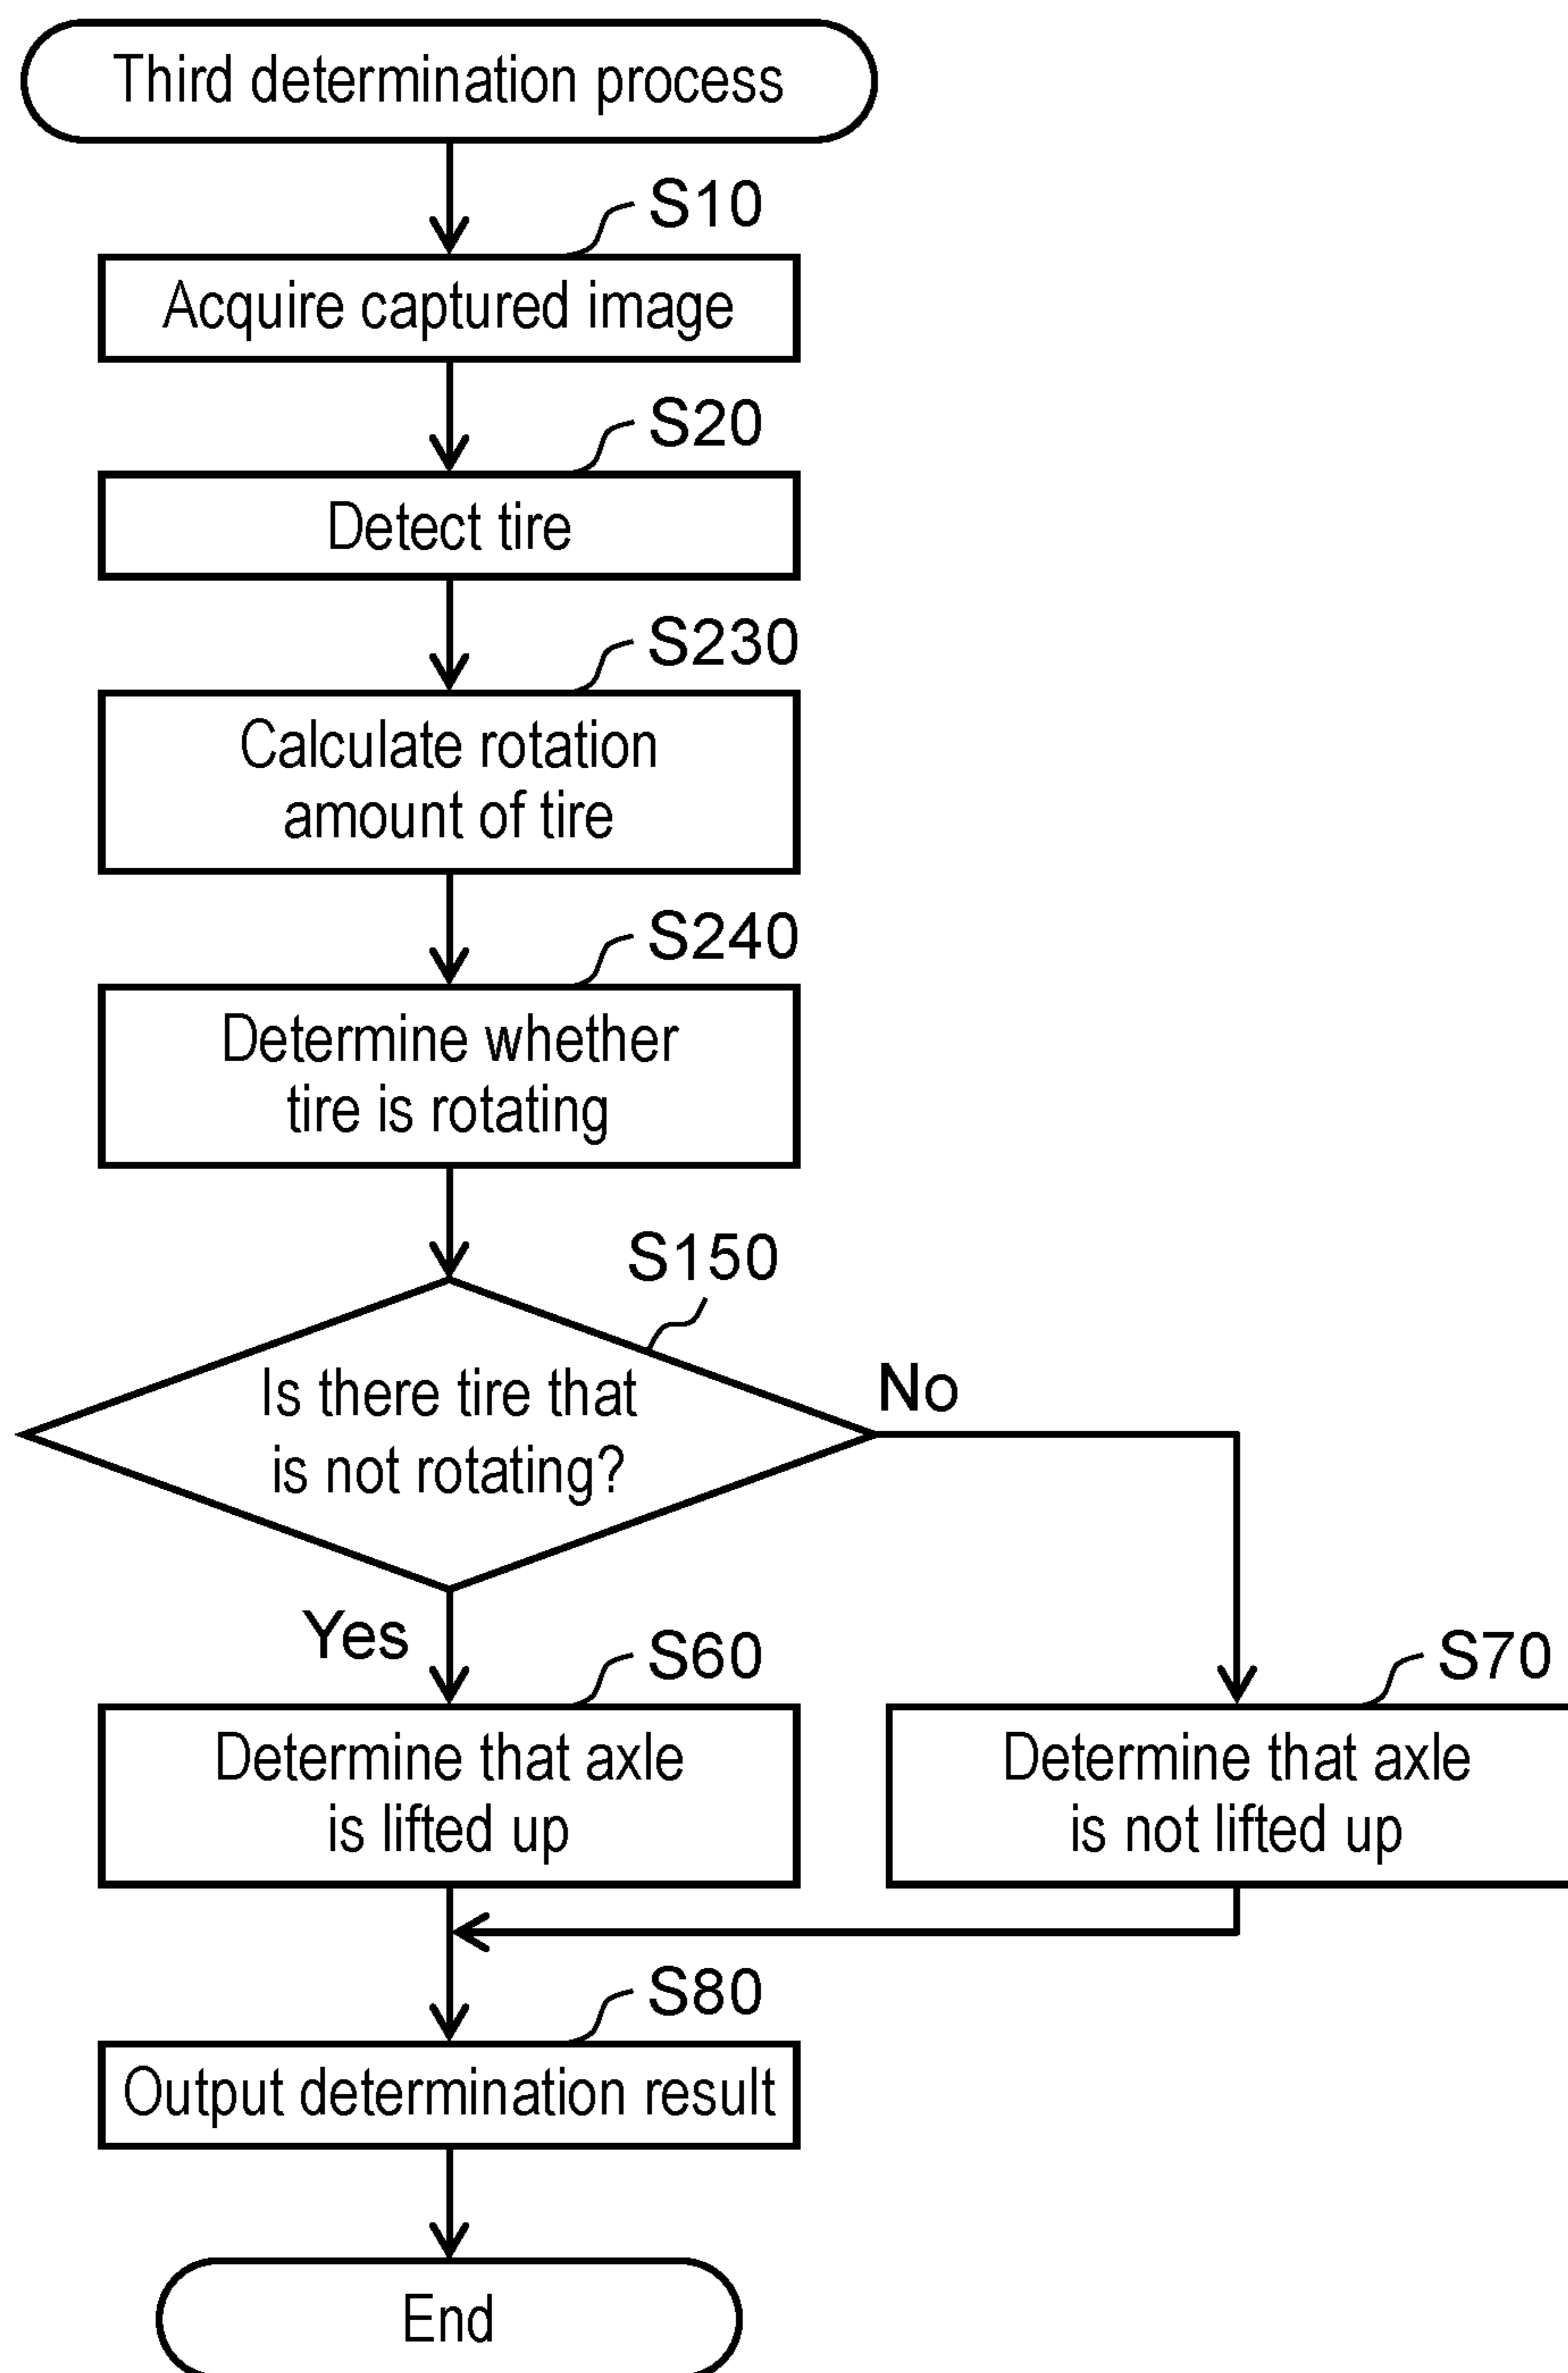 Third determination process
S10
Acquire captured image
S20
Detect tire
S230
Calculate rotation
amount of tire
S240
Determine whether
tire is rotating
S150
Is there tire that
is not rotating?
No
Yes
S60
Determine that axle
is lifted up
S70
Determine that axle
is not lifted up
S80
Output determination result
End